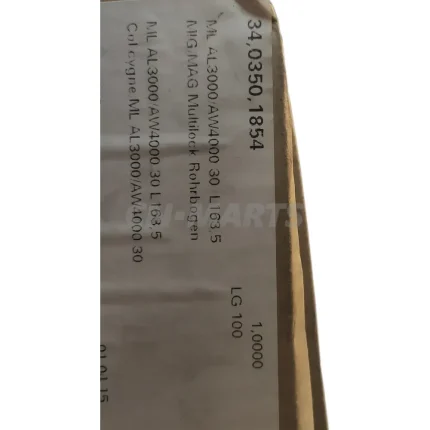 34,0350,1854
1,0000
ML AL3000/AW4000 30 L163,5
LG 100
MIG/MAG Multilock Rohrbogen
ML AL3000/AW4000 30 L163,5
Col cygne ML AL3000/AW4000 30